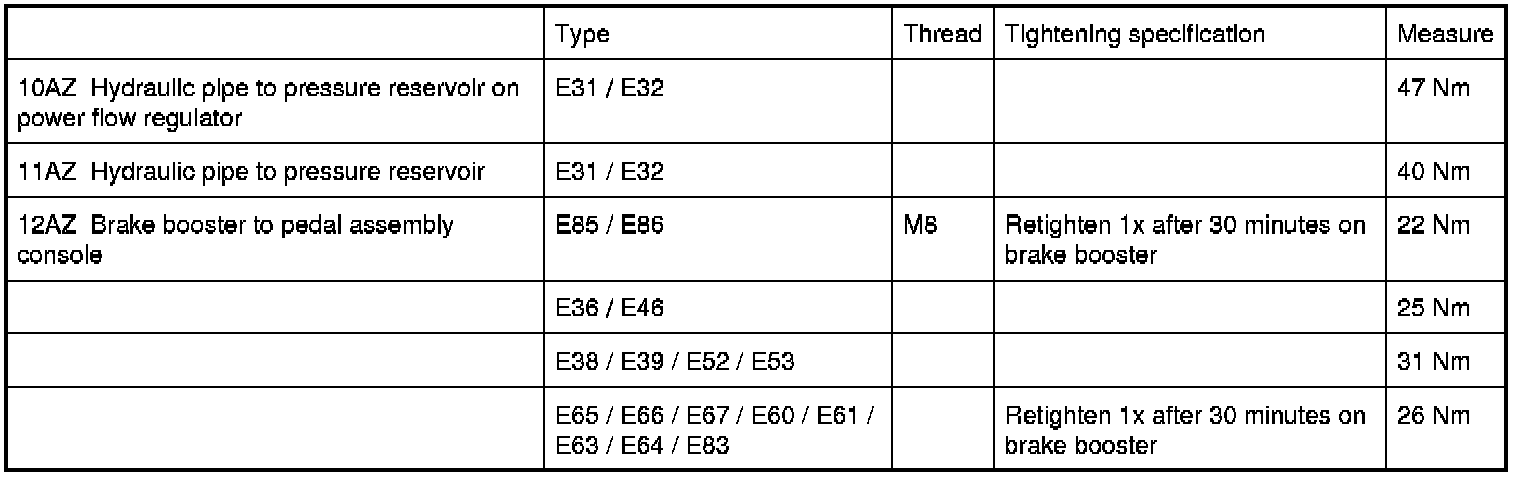 Type Thread Tightening specification Measure
10AZ Hydraulic pipe to pressure reservoir on E31 / E32 47 Nm
power flow regulator
11AZ Hydraulic pipe to pressure reservoir E31 / E32 40 Nm
12AZ Brake booster to pedal assembly E85 / E86 M8 Retighten 1x after 30 minutes on 22 Nm
console brake booster
E36 / E46 25 Nm
E38 / E39 / E52 / E53 31 Nm
E65 / E66 / E67 / E60 / E61 / Retighten 1x after 30 minutes on 26 Nm
E63 / E64 / E83 brake booster